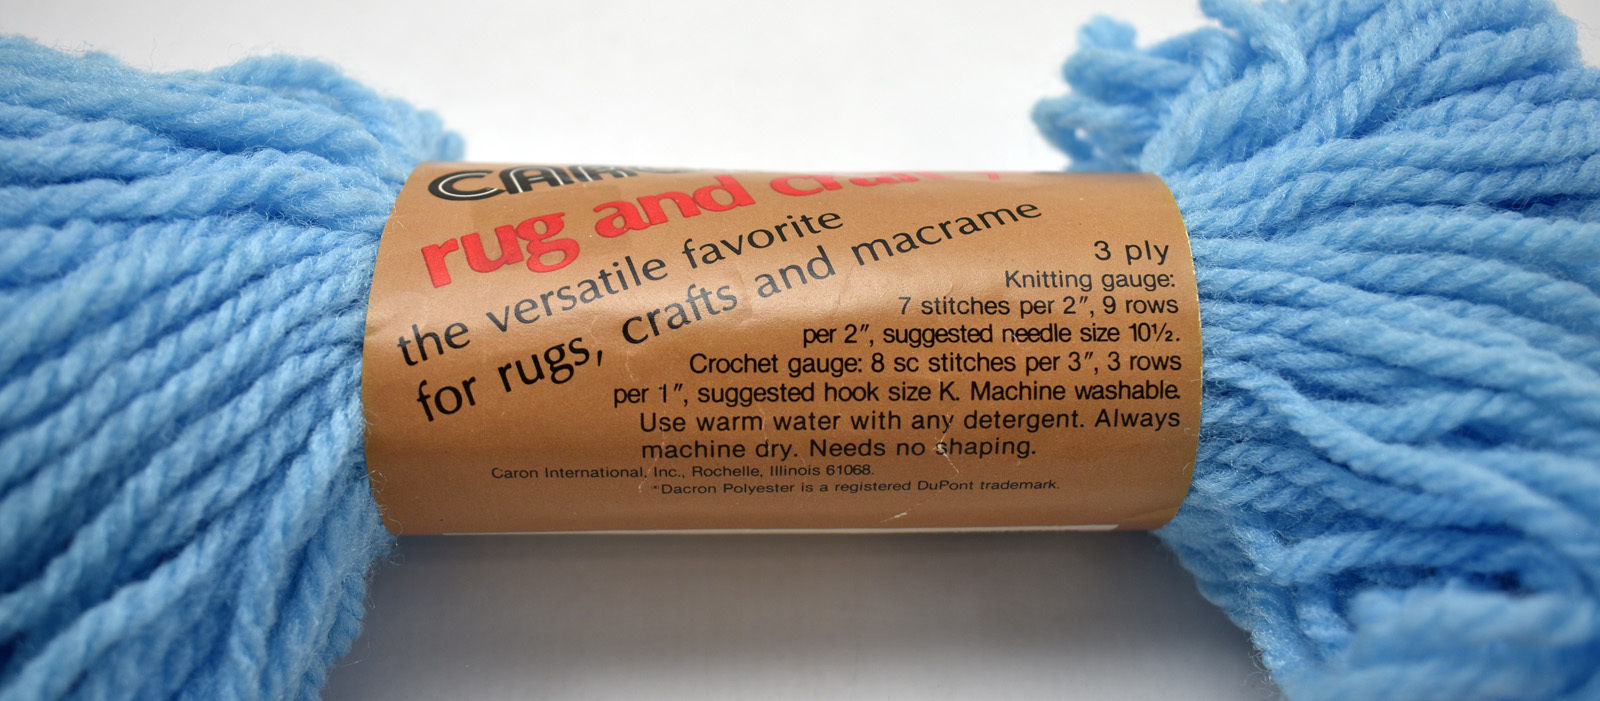 CARON
rug and craft
the versatile favorite
for rugs, crafts and macrame
3 ply
Knitting gauge:
7 stitches per 2″, 9 rows
per 2″, suggested needle size 10½.
Crochet gauge: 8 sc stitches per 3″, 3 rows
per 1″, suggested hook size K. Machine washable.
Use warm water with any detergent. Always
machine dry. Needs no shaping.
Caron International, Inc., Rochelle, Illinois 61068.
*Dacron Polyester is a registered DuPont trademark.